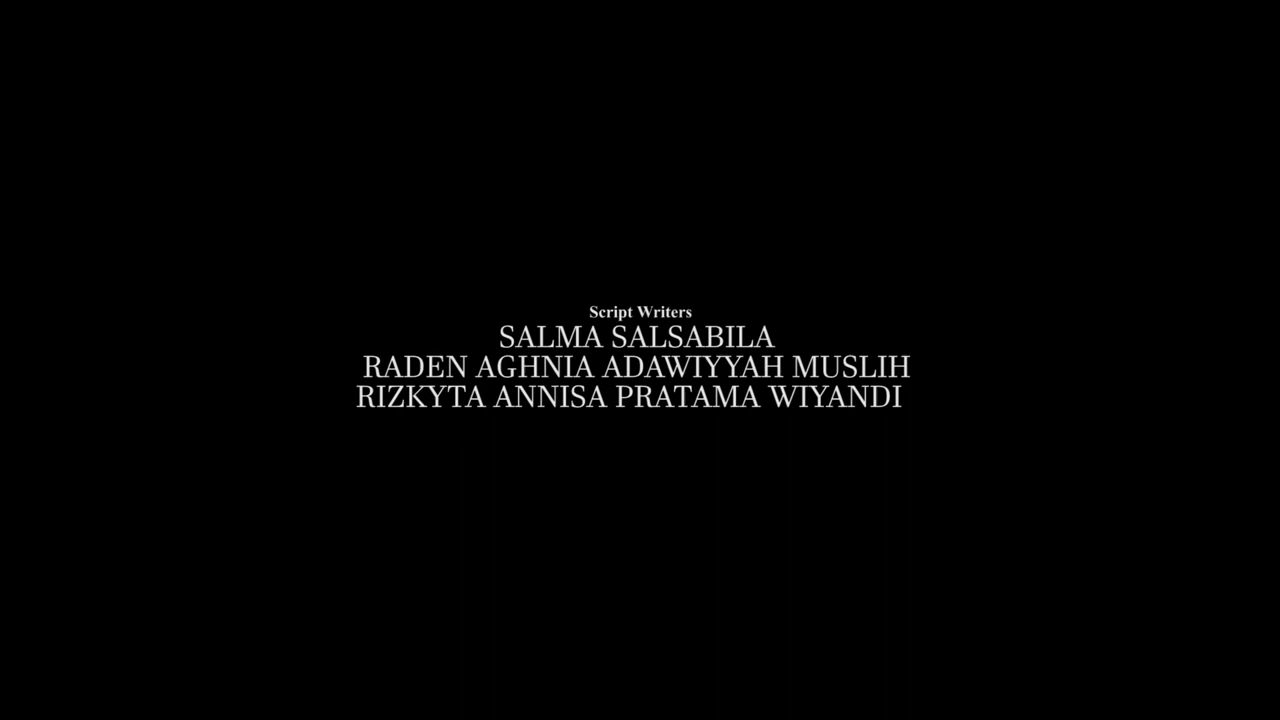 Script Writers
SALMA SALSABILA
RADEN AGHNIA ADAWIYYAH MUSLIH
RIZKYTA ANNISA PRATAMA WIYANDI